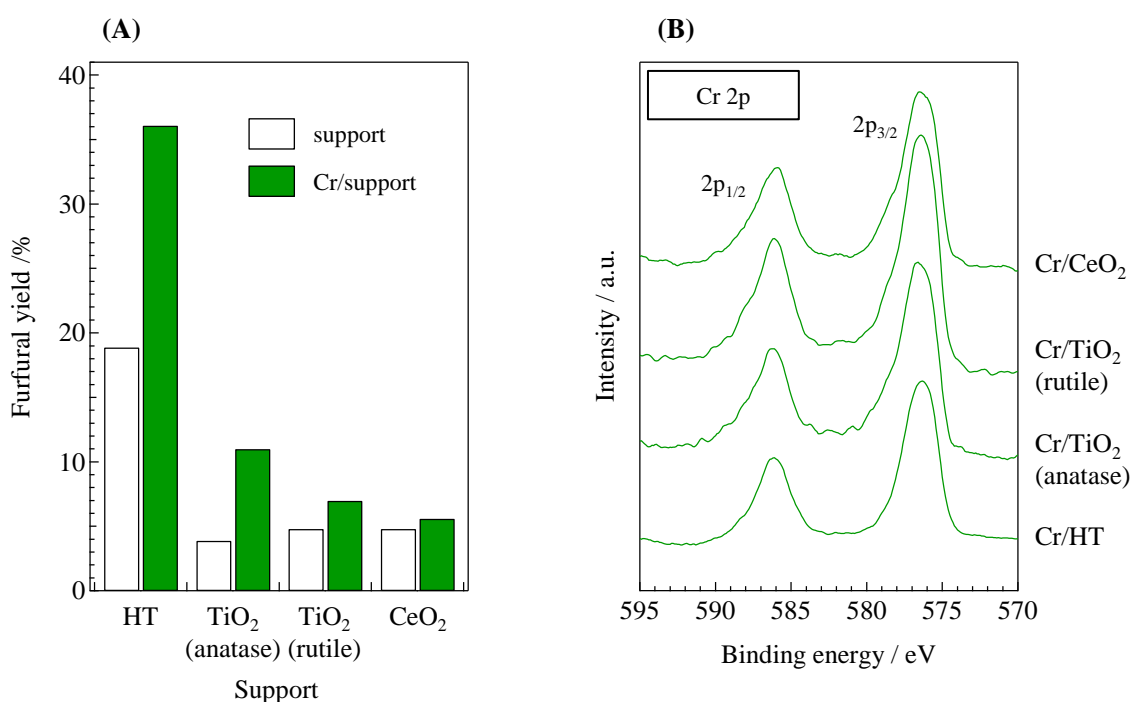 (A)
40
30
20
10
0
Furfural yield /%
support
Cr/support
HT
TiO₂
(anatase)
TiO₂
(rutile)
CeO₂
Support
(B)
Cr 2p
2p₁/₂
2p₃/₂
Cr/CeO₂
Cr/TiO₂
(rutile)
Cr/TiO₂
(anatase)
Cr/HT
Intensity / a.u.
595 590 585 580 575 570
Binding energy / eV